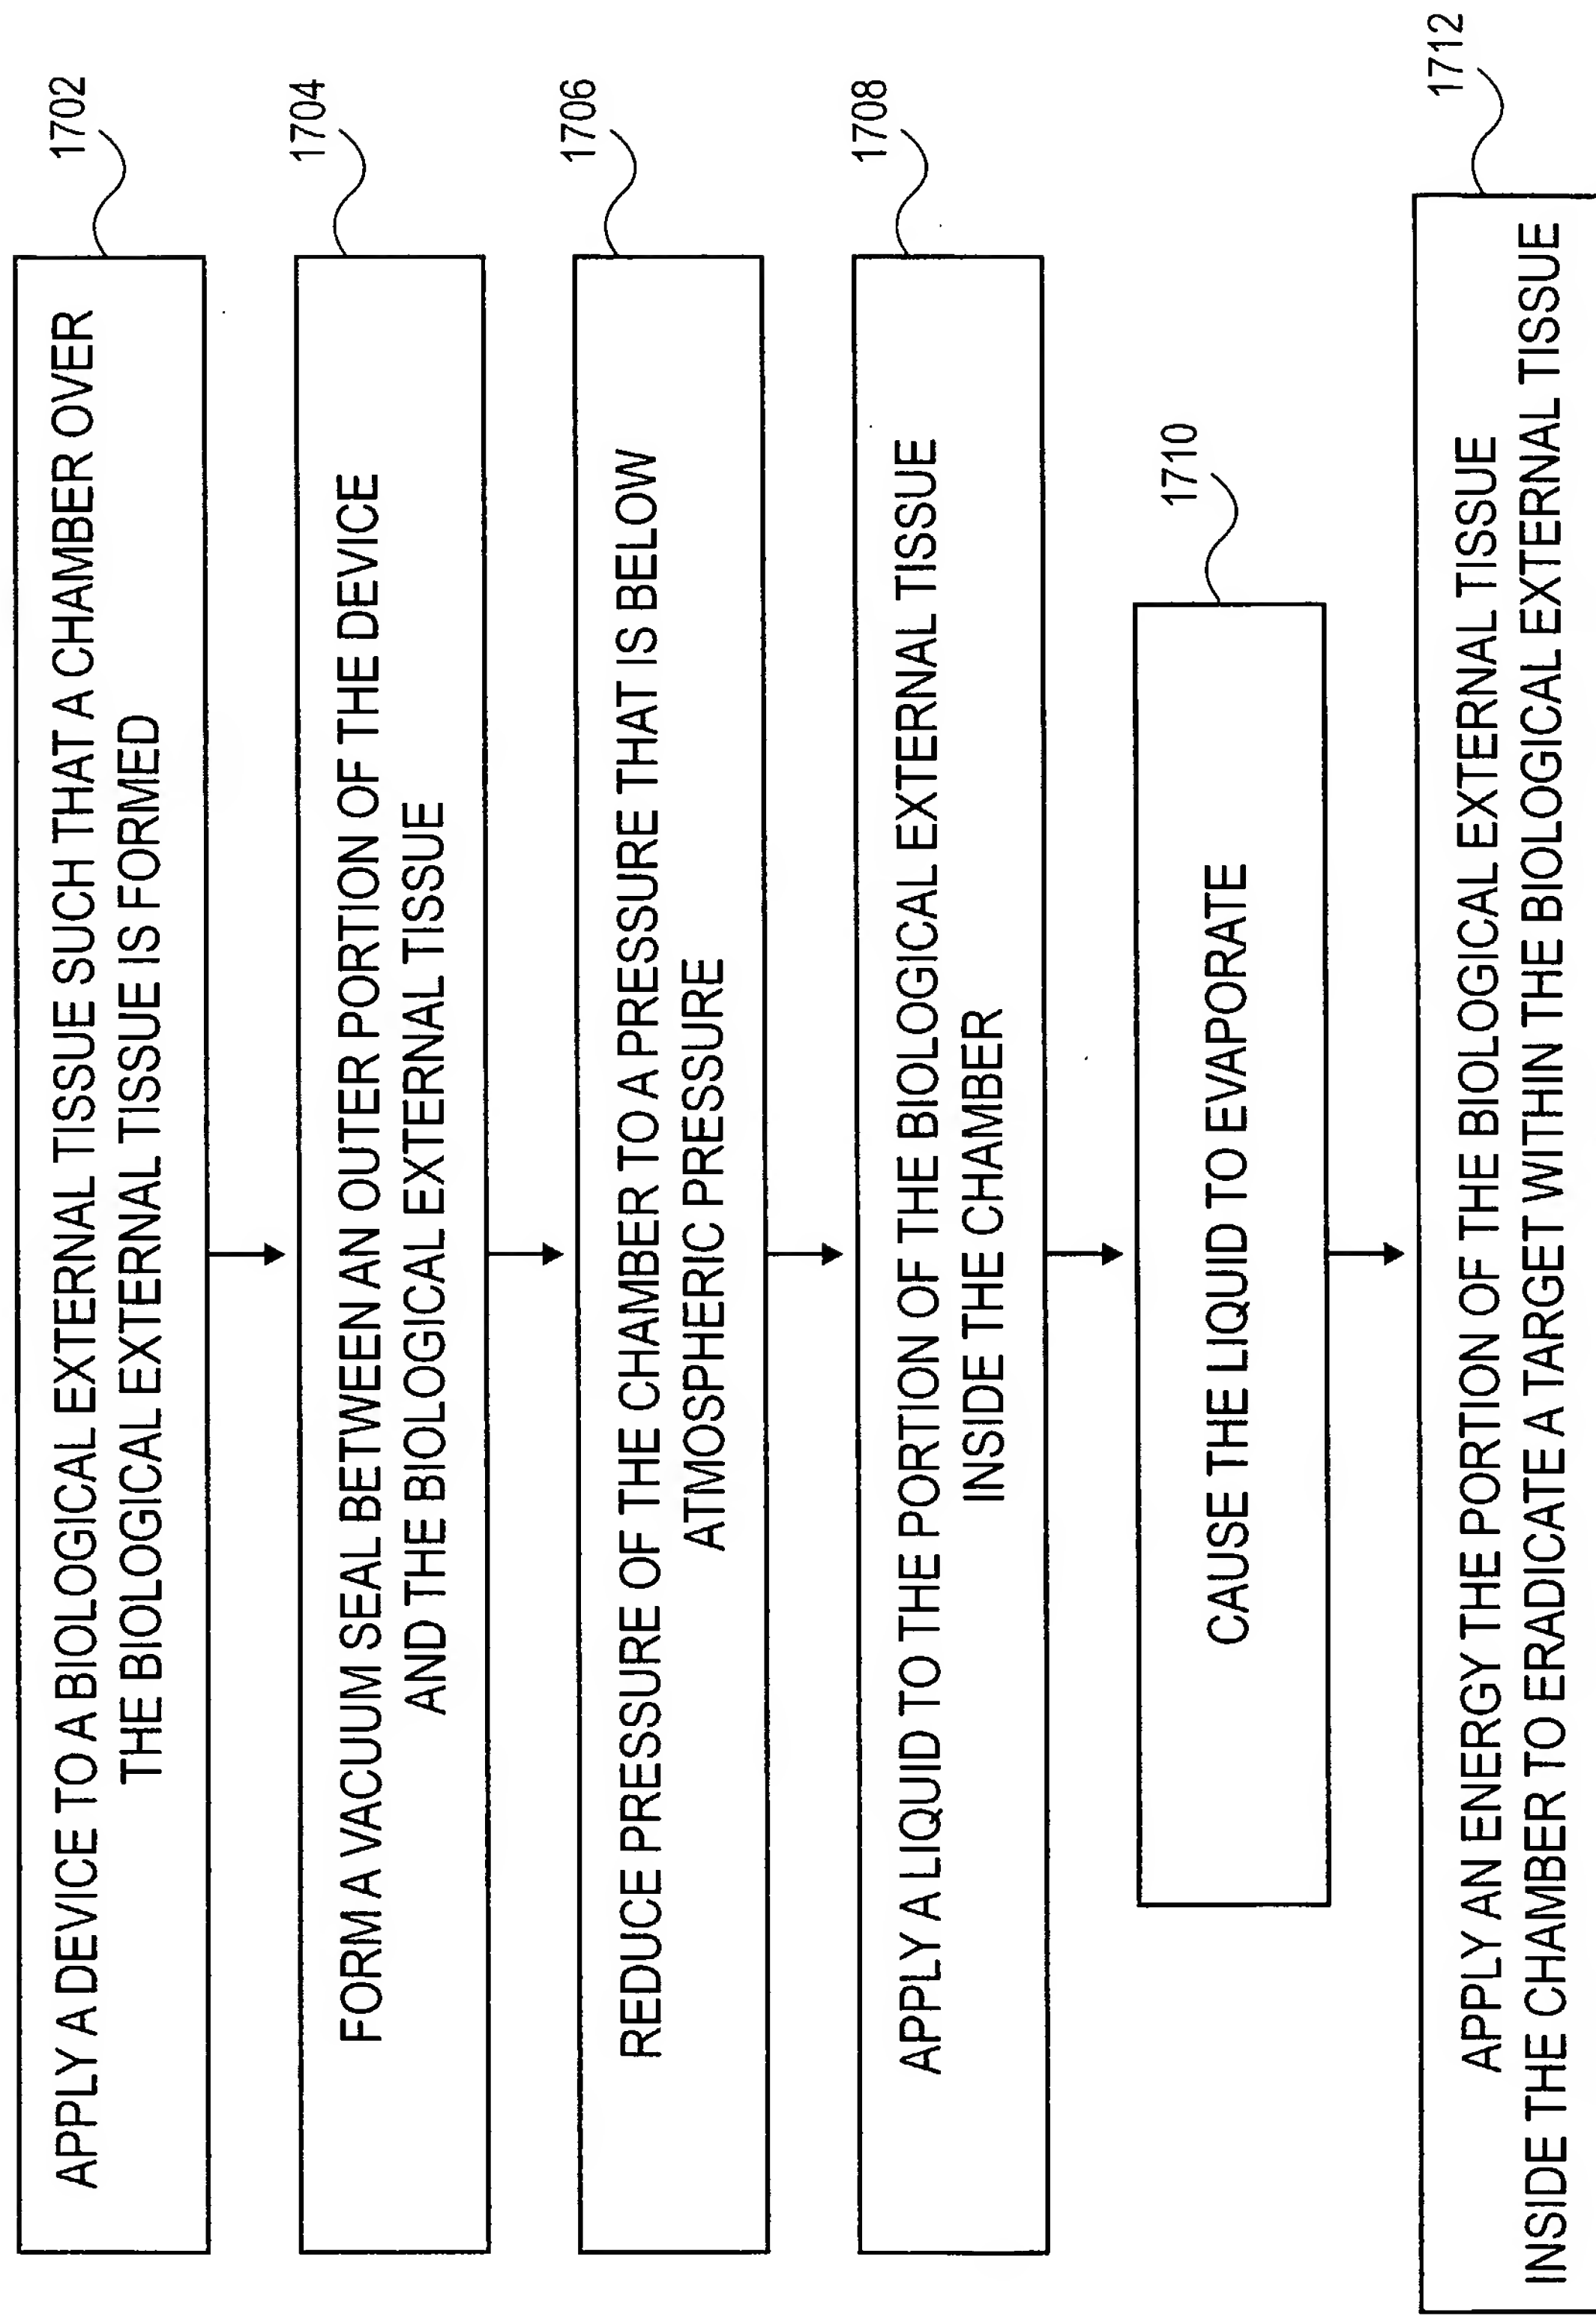 1702
APPLY A DEVICE TO A BIOLOGICAL EXTERNAL TISSUE SUCH THAT A CHAMBER OVER
THE BIOLOGICAL EXTERNAL TISSUE IS FORMED
1704
FORM A VACUUM SEAL BETWEEN AN OUTER PORTION OF THE DEVICE
AND THE BIOLOGICAL EXTERNAL TISSUE
1706
REDUCE PRESSURE OF THE CHAMBER TO A PRESSURE THAT IS BELOW
ATMOSPHERIC PRESSURE
1708
APPLY A LIQUID TO THE PORTION OF THE BIOLOGICAL EXTERNAL TISSUE
INSIDE THE CHAMBER
1710
CAUSE THE LIQUID TO EVAPORATE
1712
APPLY AN ENERGY THE PORTION OF THE BIOLOGICAL EXTERNAL TISSUE
INSIDE THE CHAMBER TO ERADICATE A TARGET WITHIN THE BIOLOGICAL EXTERNAL TISSUE